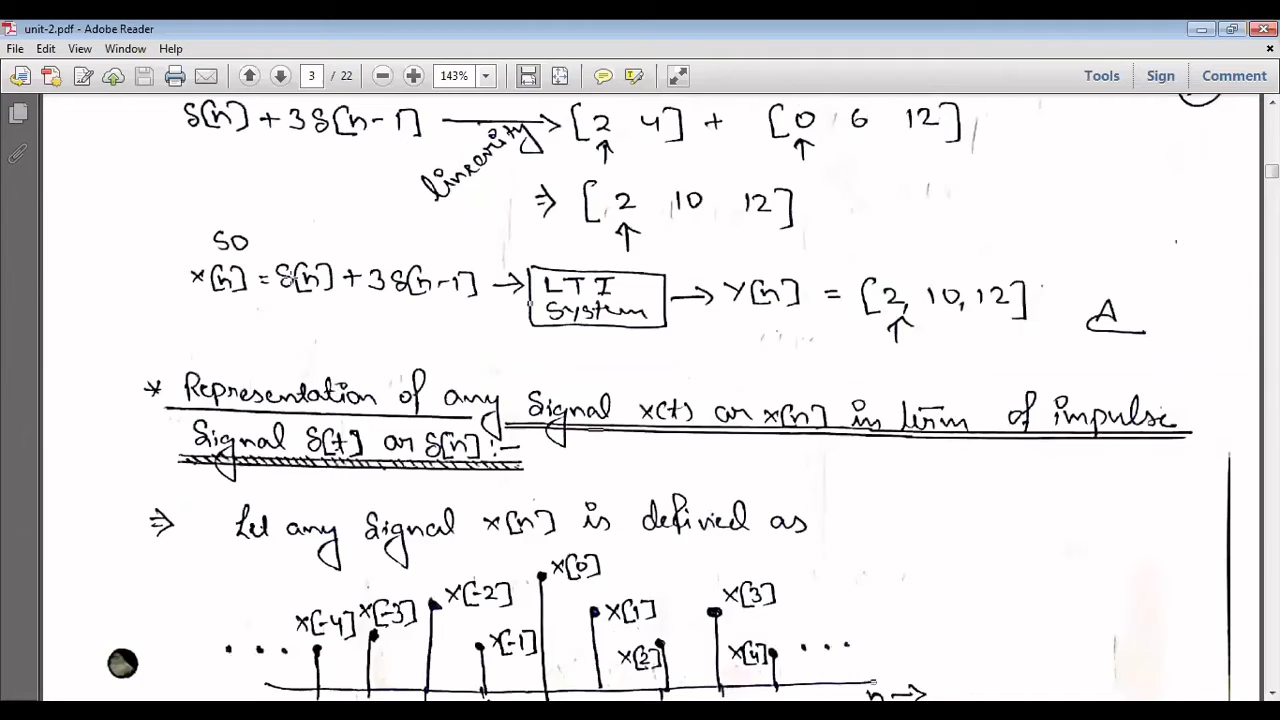 unit-2.pdf - Adobe Reader
File Edit View Window Help
3 / 22 143% Tools Sign Comment
δ[n] + 3δ[n-1] → [2 4] + [0 6 12]
linearity
↑ ↑
⇒ [2 10 12]
↑
SO
x[n] = δ[n] + 3δ[n-1] → LTI System → Y[n] = [2, 10, 12] A
↑
* Representation of any Signal x(t) or x[n] in term of impulse
Signal δ[t] or δ[n] :-
⇒ Let any Signal x[n] is defined as
x[0]
x[-2] x[3]
x[-4] x[-3] x[1]
... x[-1] x[2] x[4] ...
n →